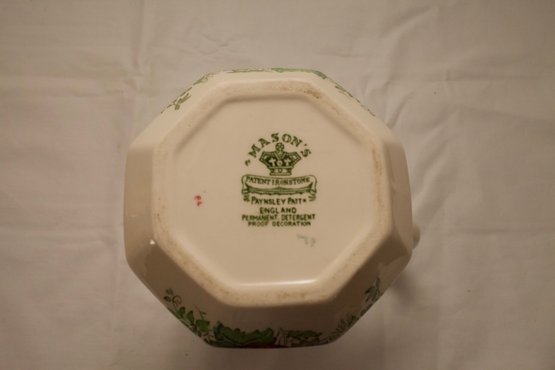 MASON'S
PATENT IRONSTONE
PAYNSLEY PATT
ENGLAND
PERMANENT DETERGENT
PROOF DECORATION